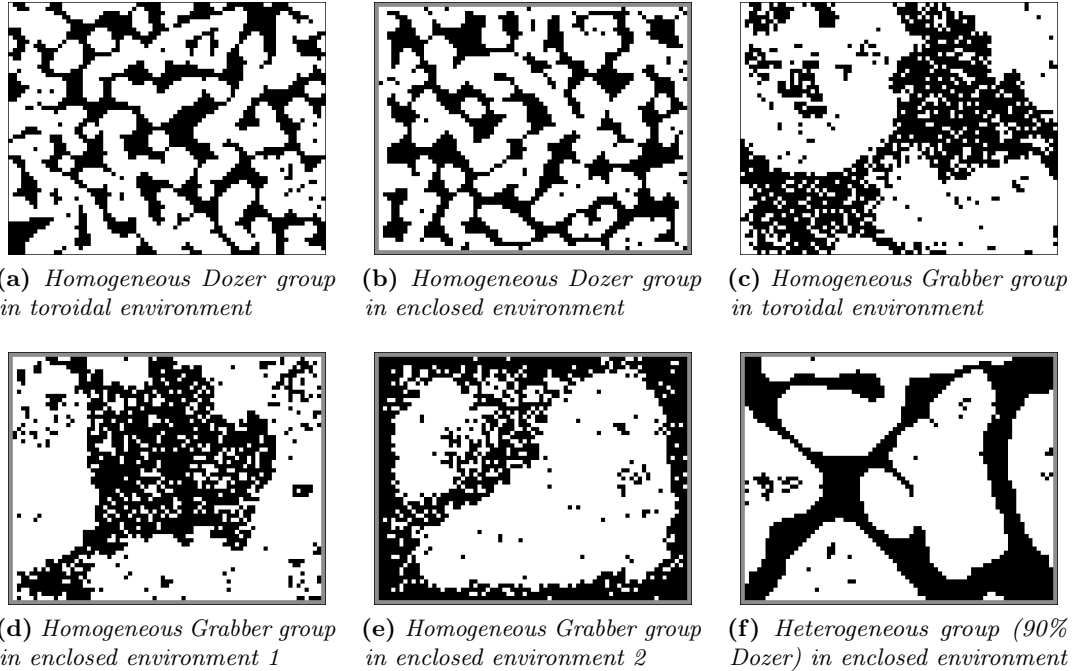 (a) Homogeneous Dozer group
in toroidal environment
(b) Homogeneous Dozer group
in enclosed environment
(c) Homogeneous Grabber group
in toroidal environment
(d) Homogeneous Grabber group
in enclosed environment 1
(e) Homogeneous Grabber group
in enclosed environment 2
(f) Heterogeneous group (90%
Dozer) in enclosed environment